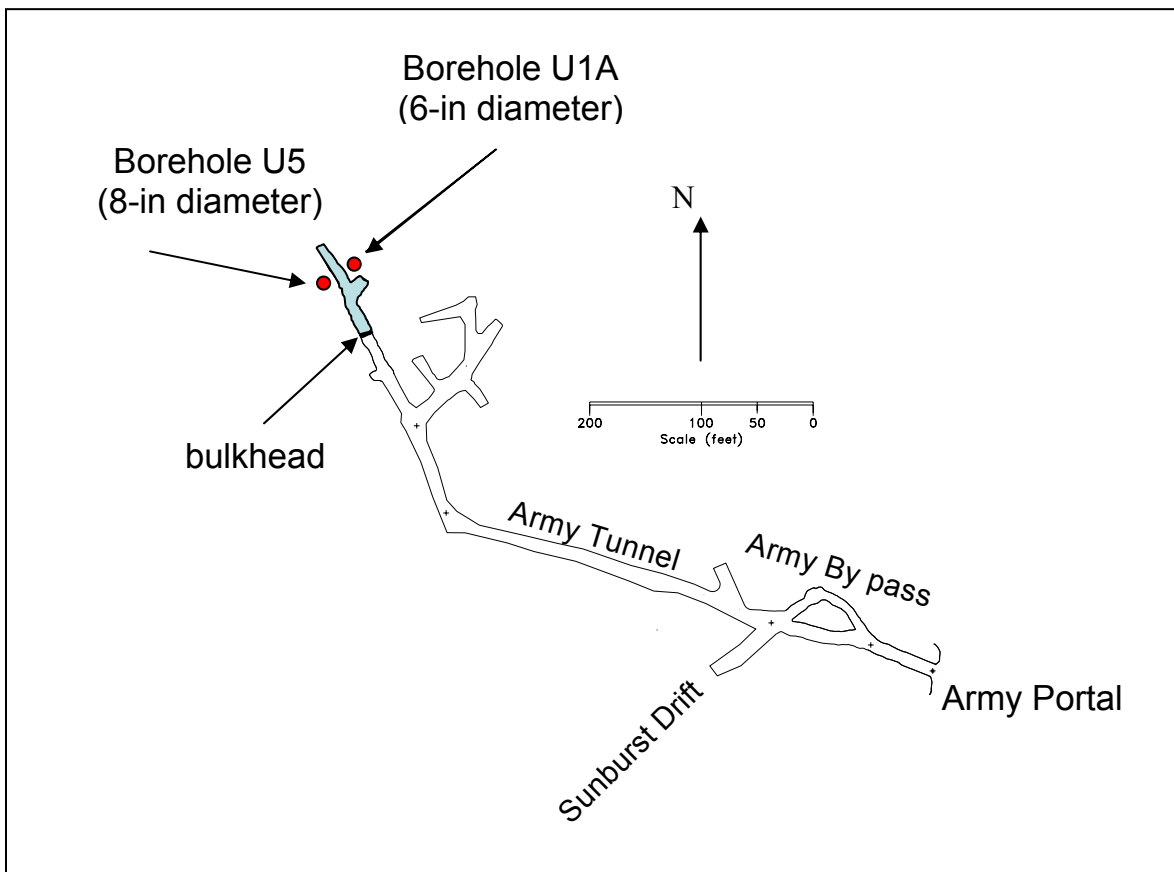 Borehole U1A
(6-in diameter)
Borehole U5
(8-in diameter)
N
bulkhead
200 100 50 0
Scale (feet)
Army Tunnel
Army By pass
Army Portal
Sunburst Drift